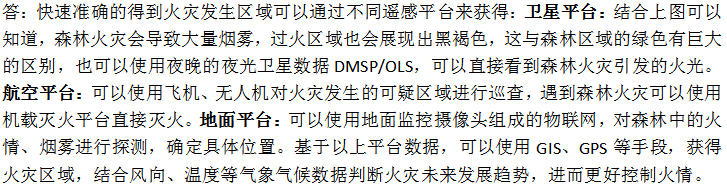 答：快速准确的得到火灾发生区域可以通过不同遥感平台来获得：卫星平台：结合上图可以
知道，森林火灾会导致大量烟雾，过火区域也会展现出黑褐色，这与森林区域的绿色有巨大
的区别，也可以使用夜晚的夜光卫星数据 DMSP/OLS，可以直接看到森林火灾引发的火光。
航空平台：可以使用飞机、无人机对火灾发生的可疑区域进行巡查，遇到森林火灾可以使用
机载灭火平台直接灭火。地面平台：可以使用地面监控摄像头组成的物联网，对森林中的火
情、烟雾进行探测，确定具体位置。基于以上平台数据，可以使用 GIS、GPS 等手段，获得
火灾区域，结合风向、温度等气象气候数据判断火灾未来发展趋势，进而更好控制火情。